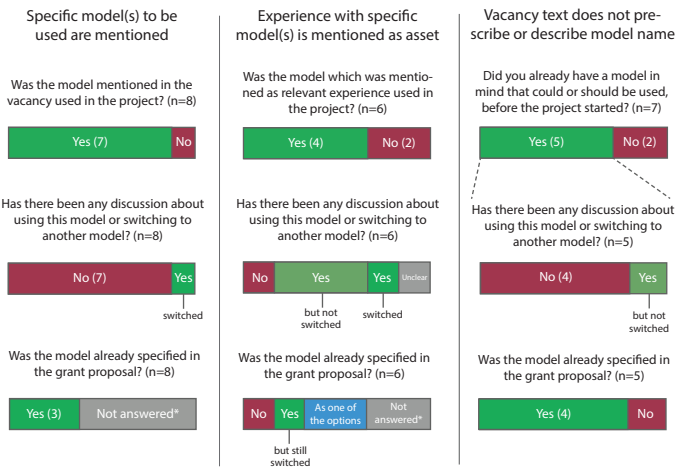 Specific model(s) to be
used are mentioned
Was the model mentioned in the
vacancy used in the project? (n=8)
Yes (7)
No
Has there been any discussion about
using this model or switching to
another model? (n=8)
No (7)
Yes
switched
Was the model already specified in
the grant proposal? (n=8)
Yes (3)
Not answered*
Experience with specific
model(s) is mentioned as asset
Was the model which was mentio-
ned as relevant experience used in
the project? (n=6)
Yes (4)
No (2)
Has there been any discussion about
using this model or switching to
another model? (n=6)
No
Yes
Yes
Unclear
but not
switched
switched
Was the model already specified in
the grant proposal? (n=6)
No
Yes
As one of
the options
Not
answered*
but still
switched
Vacancy text does not pre-
scribe or describe model name
Did you already have a model in
mind that could or should be used,
before the project started? (n=7)
Yes (5)
No (2)
Has there been any discussion about
using this model or switching to
another model? (n=5)
No (4)
Yes
but not
switched
Was the model already specified in
the grant proposal? (n=5)
Yes (4)
No